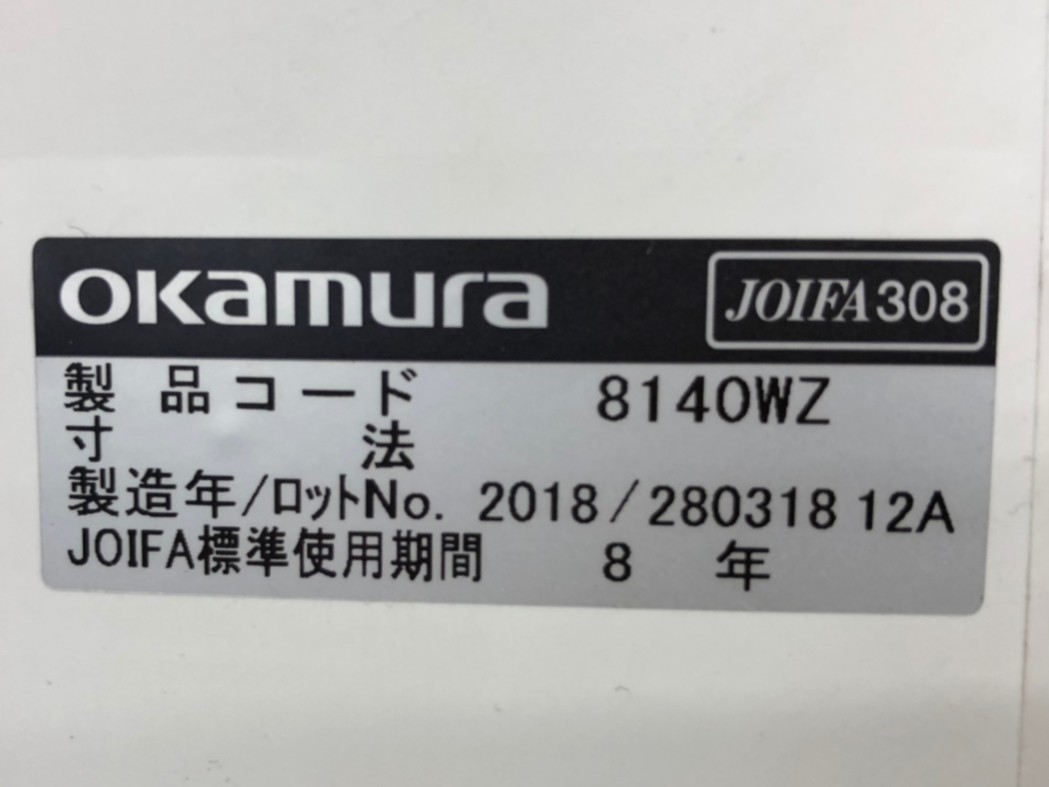 OKamura JOIFA308
製品コード 8140WZ
寸法
製造年/ロットNo. 2018/280318 12A
JOIFA標準使用期間 8 年